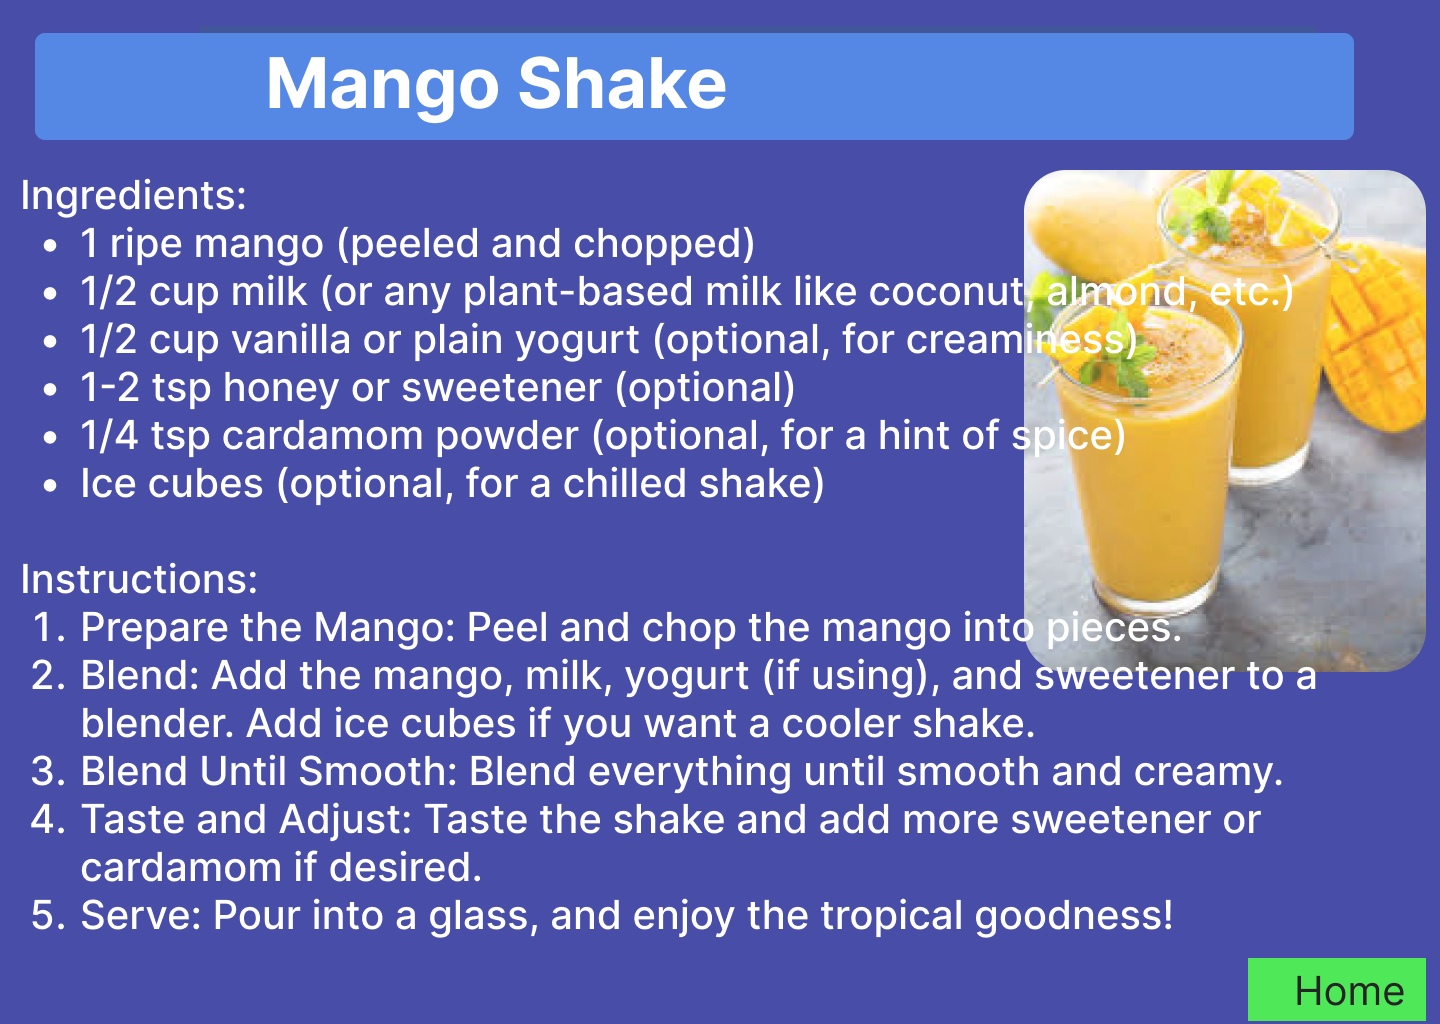 Mango Shake
Ingredients:
• 1 ripe mango (peeled and chopped)
• 1/2 cup milk (or any plant-based milk like coconut, almond, etc.)
• 1/2 cup vanilla or plain yogurt (optional, for creaminess)
• 1-2 tsp honey or sweetener (optional)
• 1/4 tsp cardamom powder (optional, for a hint of spice)
• Ice cubes (optional, for a chilled shake)
Instructions:
1. Prepare the Mango: Peel and chop the mango into pieces.
2. Blend: Add the mango, milk, yogurt (if using), and sweetener to a
blender. Add ice cubes if you want a cooler shake.
3. Blend Until Smooth: Blend everything until smooth and creamy.
4. Taste and Adjust: Taste the shake and add more sweetener or
cardamom if desired.
5. Serve: Pour into a glass, and enjoy the tropical goodness!
Home